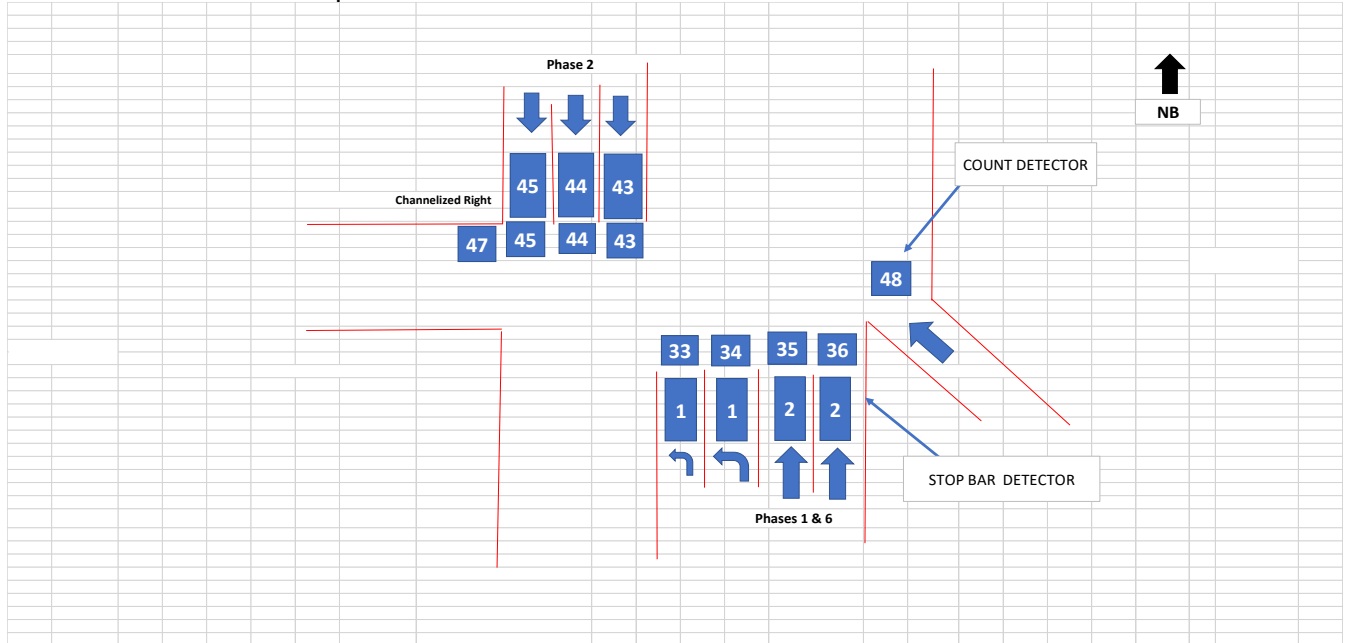 Phase 2
NB
COUNT DETECTOR
45 44 43
Channelized Right
47 45 44 43
48
33 34 35 36
1 1 2 2
STOP BAR DETECTOR
Phases 1 & 6